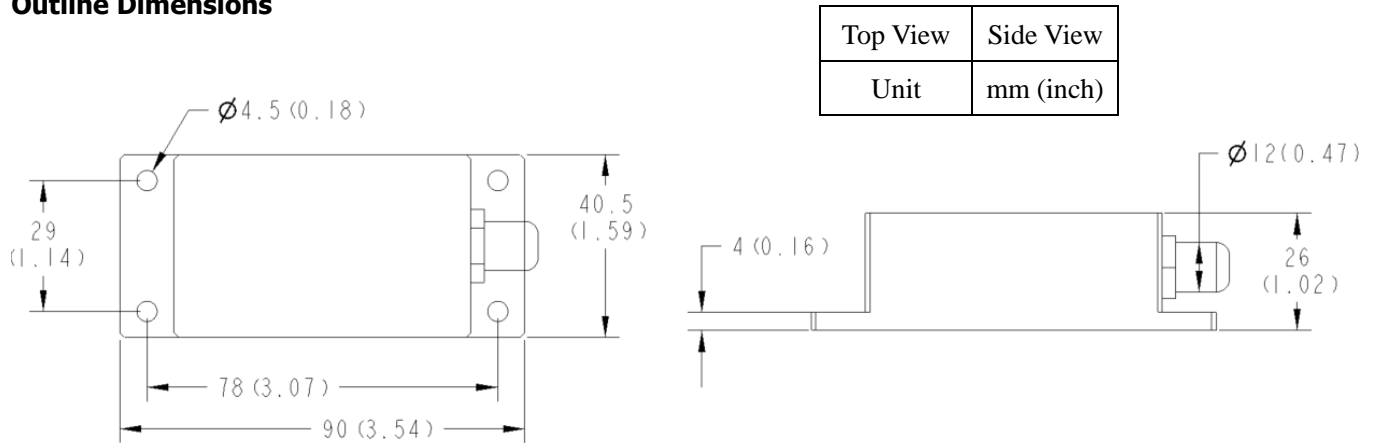 Outline Dimensions
Top View Side View
Unit mm (inch)
Ø4.5(0.18)
29
(1.14)
40.5
(1.59)
78(3.07)
90(3.54)
Ø12(0.47)
4(0.16)
26
(1.02)